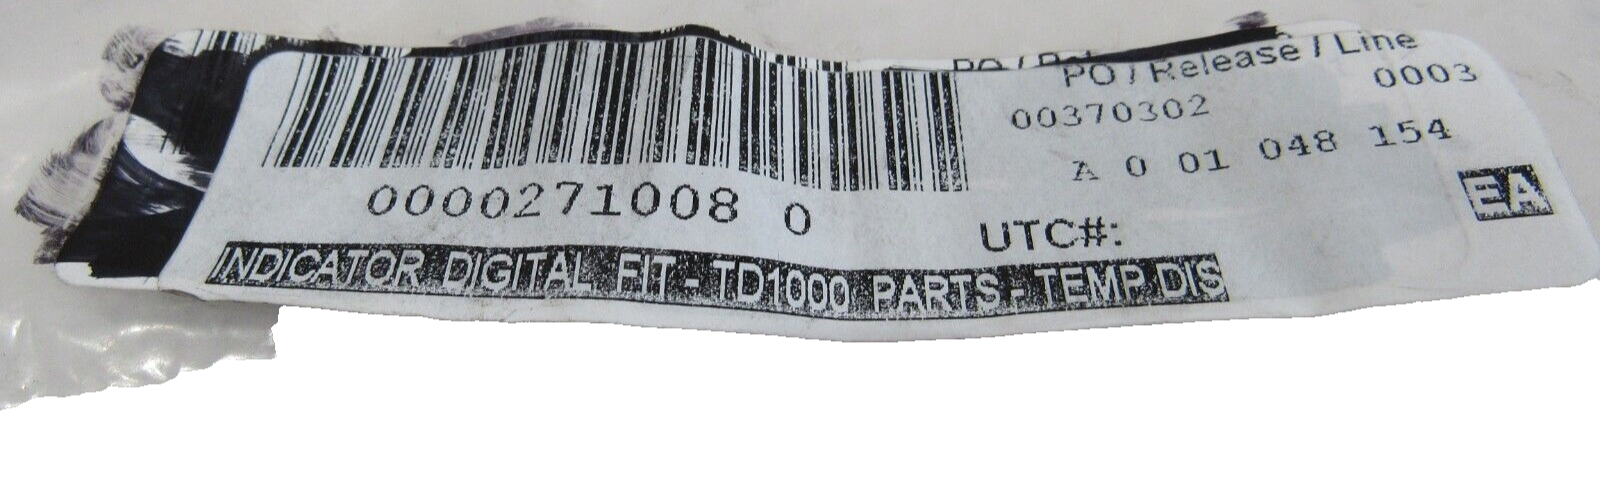 PO / Release / Line
00370302 0003
A 0 01 048 154
0000271008 0
UTC#:
EA
INDICATOR DIGITAL FIT - TD1000 PARTS - TEMP DIS